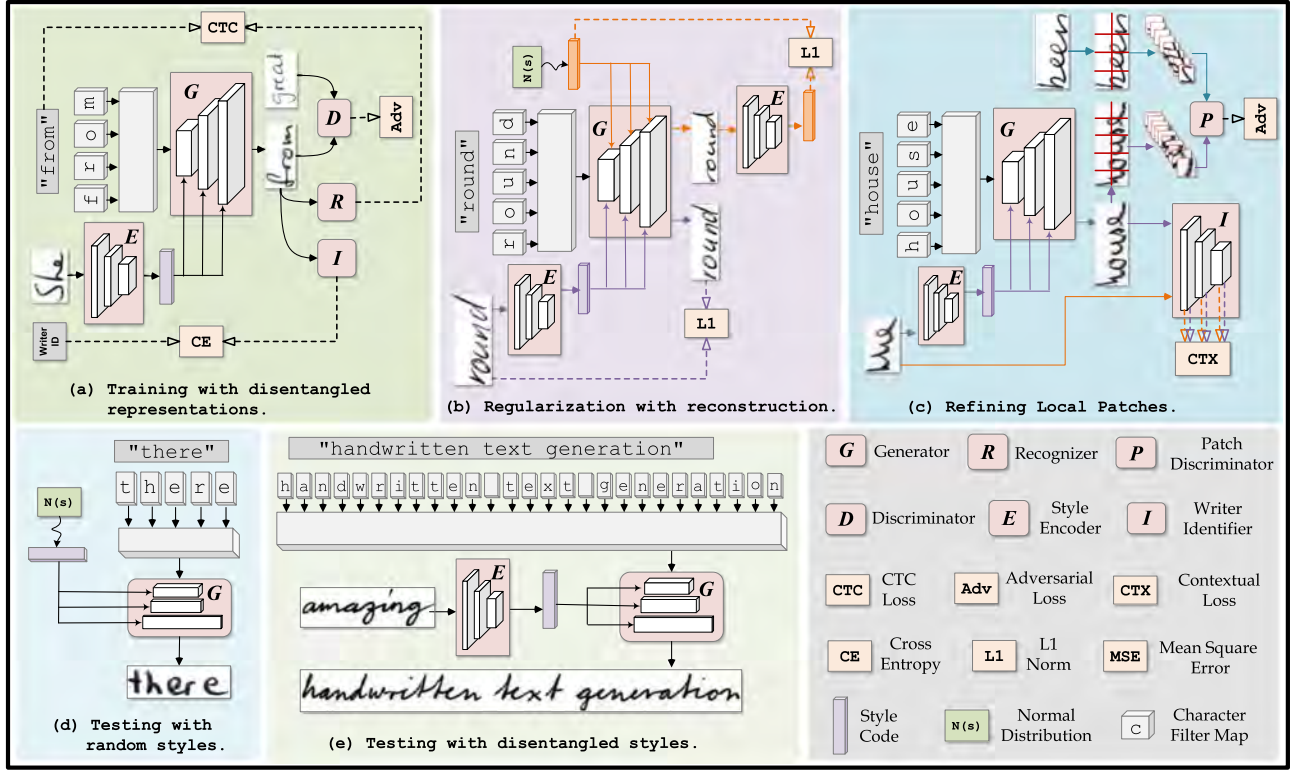 CTC
"from"
m
o
r
f
G
great
from
D
Adv
R
I
E
She
Writer
ID
CE
(a) Training with disentangled
representations.
N(s)
L1
"round"
d
n
u
o
r
G
E
round
round
E
round
L1
(b) Regularization with reconstruction.
been
been
"house"
e
s
u
o
h
G
house
house
P
Adv
I
E
the
CTX
(c) Refining Local Patches.
"there"
t h e r e
N(s)
G
there
(d) Testing with
random styles.
"handwritten text generation"
h a n d w r i t t e n t e x t g e n e r a t i o n
E
G
amazing
handwritten text generation
(e) Testing with disentangled styles.
G Generator
R Recognizer
P Patch
Discriminator
D Discriminator
E Style
Encoder
I Writer
Identifier
CTC CTC
Loss
Adv Adversarial
Loss
CTX Contextual
Loss
CE Cross
Entropy
L1 L1
Norm
MSE Mean Square
Error
Style
Code
N(s) Normal
Distribution
C Character
Filter Map